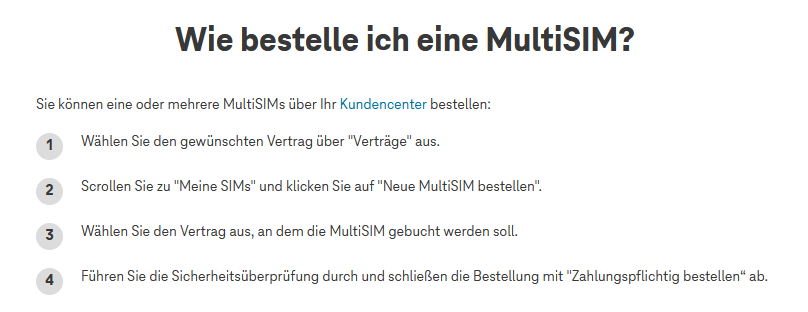 Wie bestelle ich eine MultiSIM?
Sie können eine oder mehrere MultiSIMs über Ihr Kundencenter bestellen:
1 Wählen Sie den gewünschten Vertrag über "Verträge" aus.
2 Scrollen Sie zu "Meine SIMs" und klicken Sie auf "Neue MultiSIM bestellen".
3 Wählen Sie den Vertrag aus, an dem die MultiSIM gebucht werden soll.
4 Führen Sie die Sicherheitsüberprüfung durch und schließen die Bestellung mit "Zahlungspflichtig bestellen“ ab.